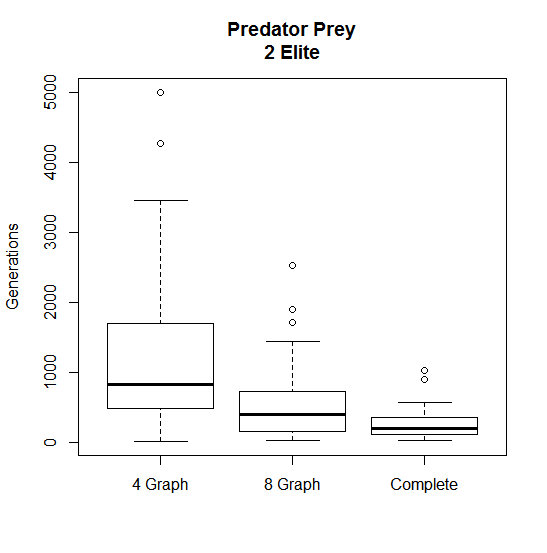 Predator Prey
2 Elite
Generations
5000
4000
3000
2000
1000
0
4 Graph
8 Graph
Complete